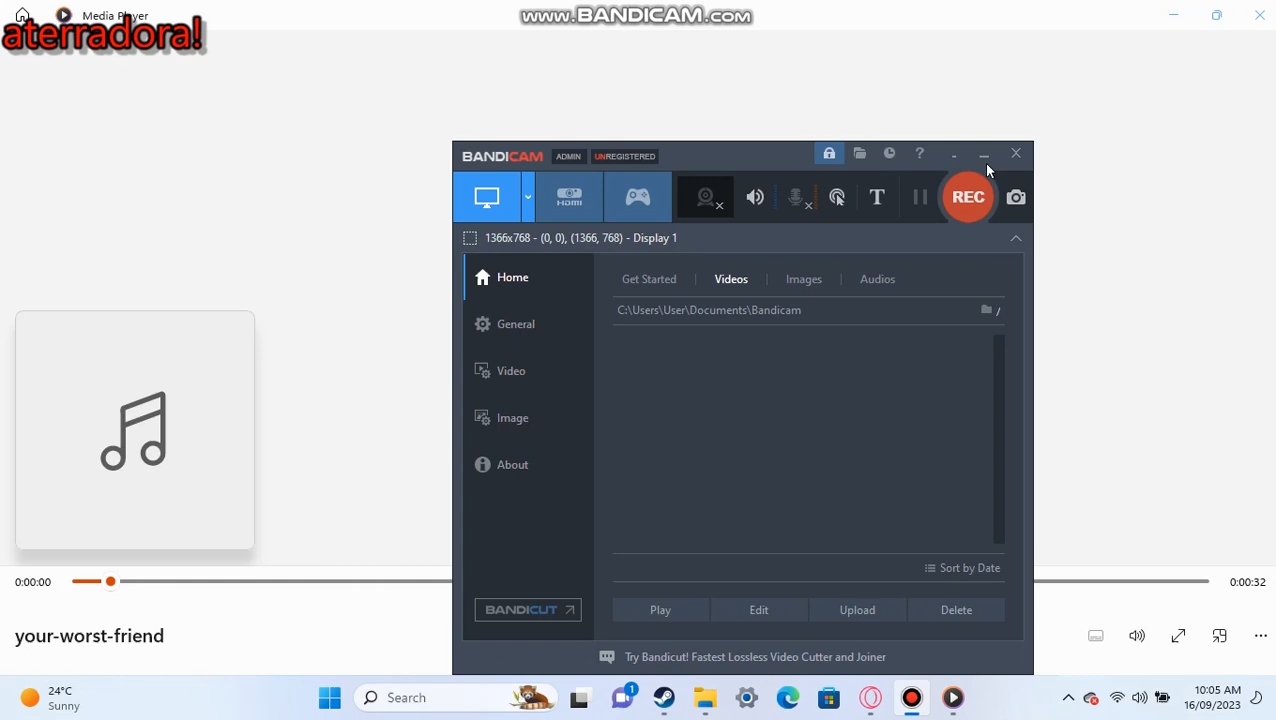 Media Player
www.BANDICAM.com
aterradora!
BANDICAM ADMIN UNREGISTERED
HDMI
T
REC
1366x768 - (0, 0), (1366, 768) - Display 1
Home
General
Video
Image
About
Get Started
Videos
Images
Audios
C:\Users\User\Documents\Bandicam
/
Sort by Date
BANDICUT
Play
Edit
Upload
Delete
Try Bandicut! Fastest Lossless Video Cutter and Joiner
0:00:00
0:00:32
your-worst-friend
24°C
Sunny
Search
1
10:05 AM
16/09/2023